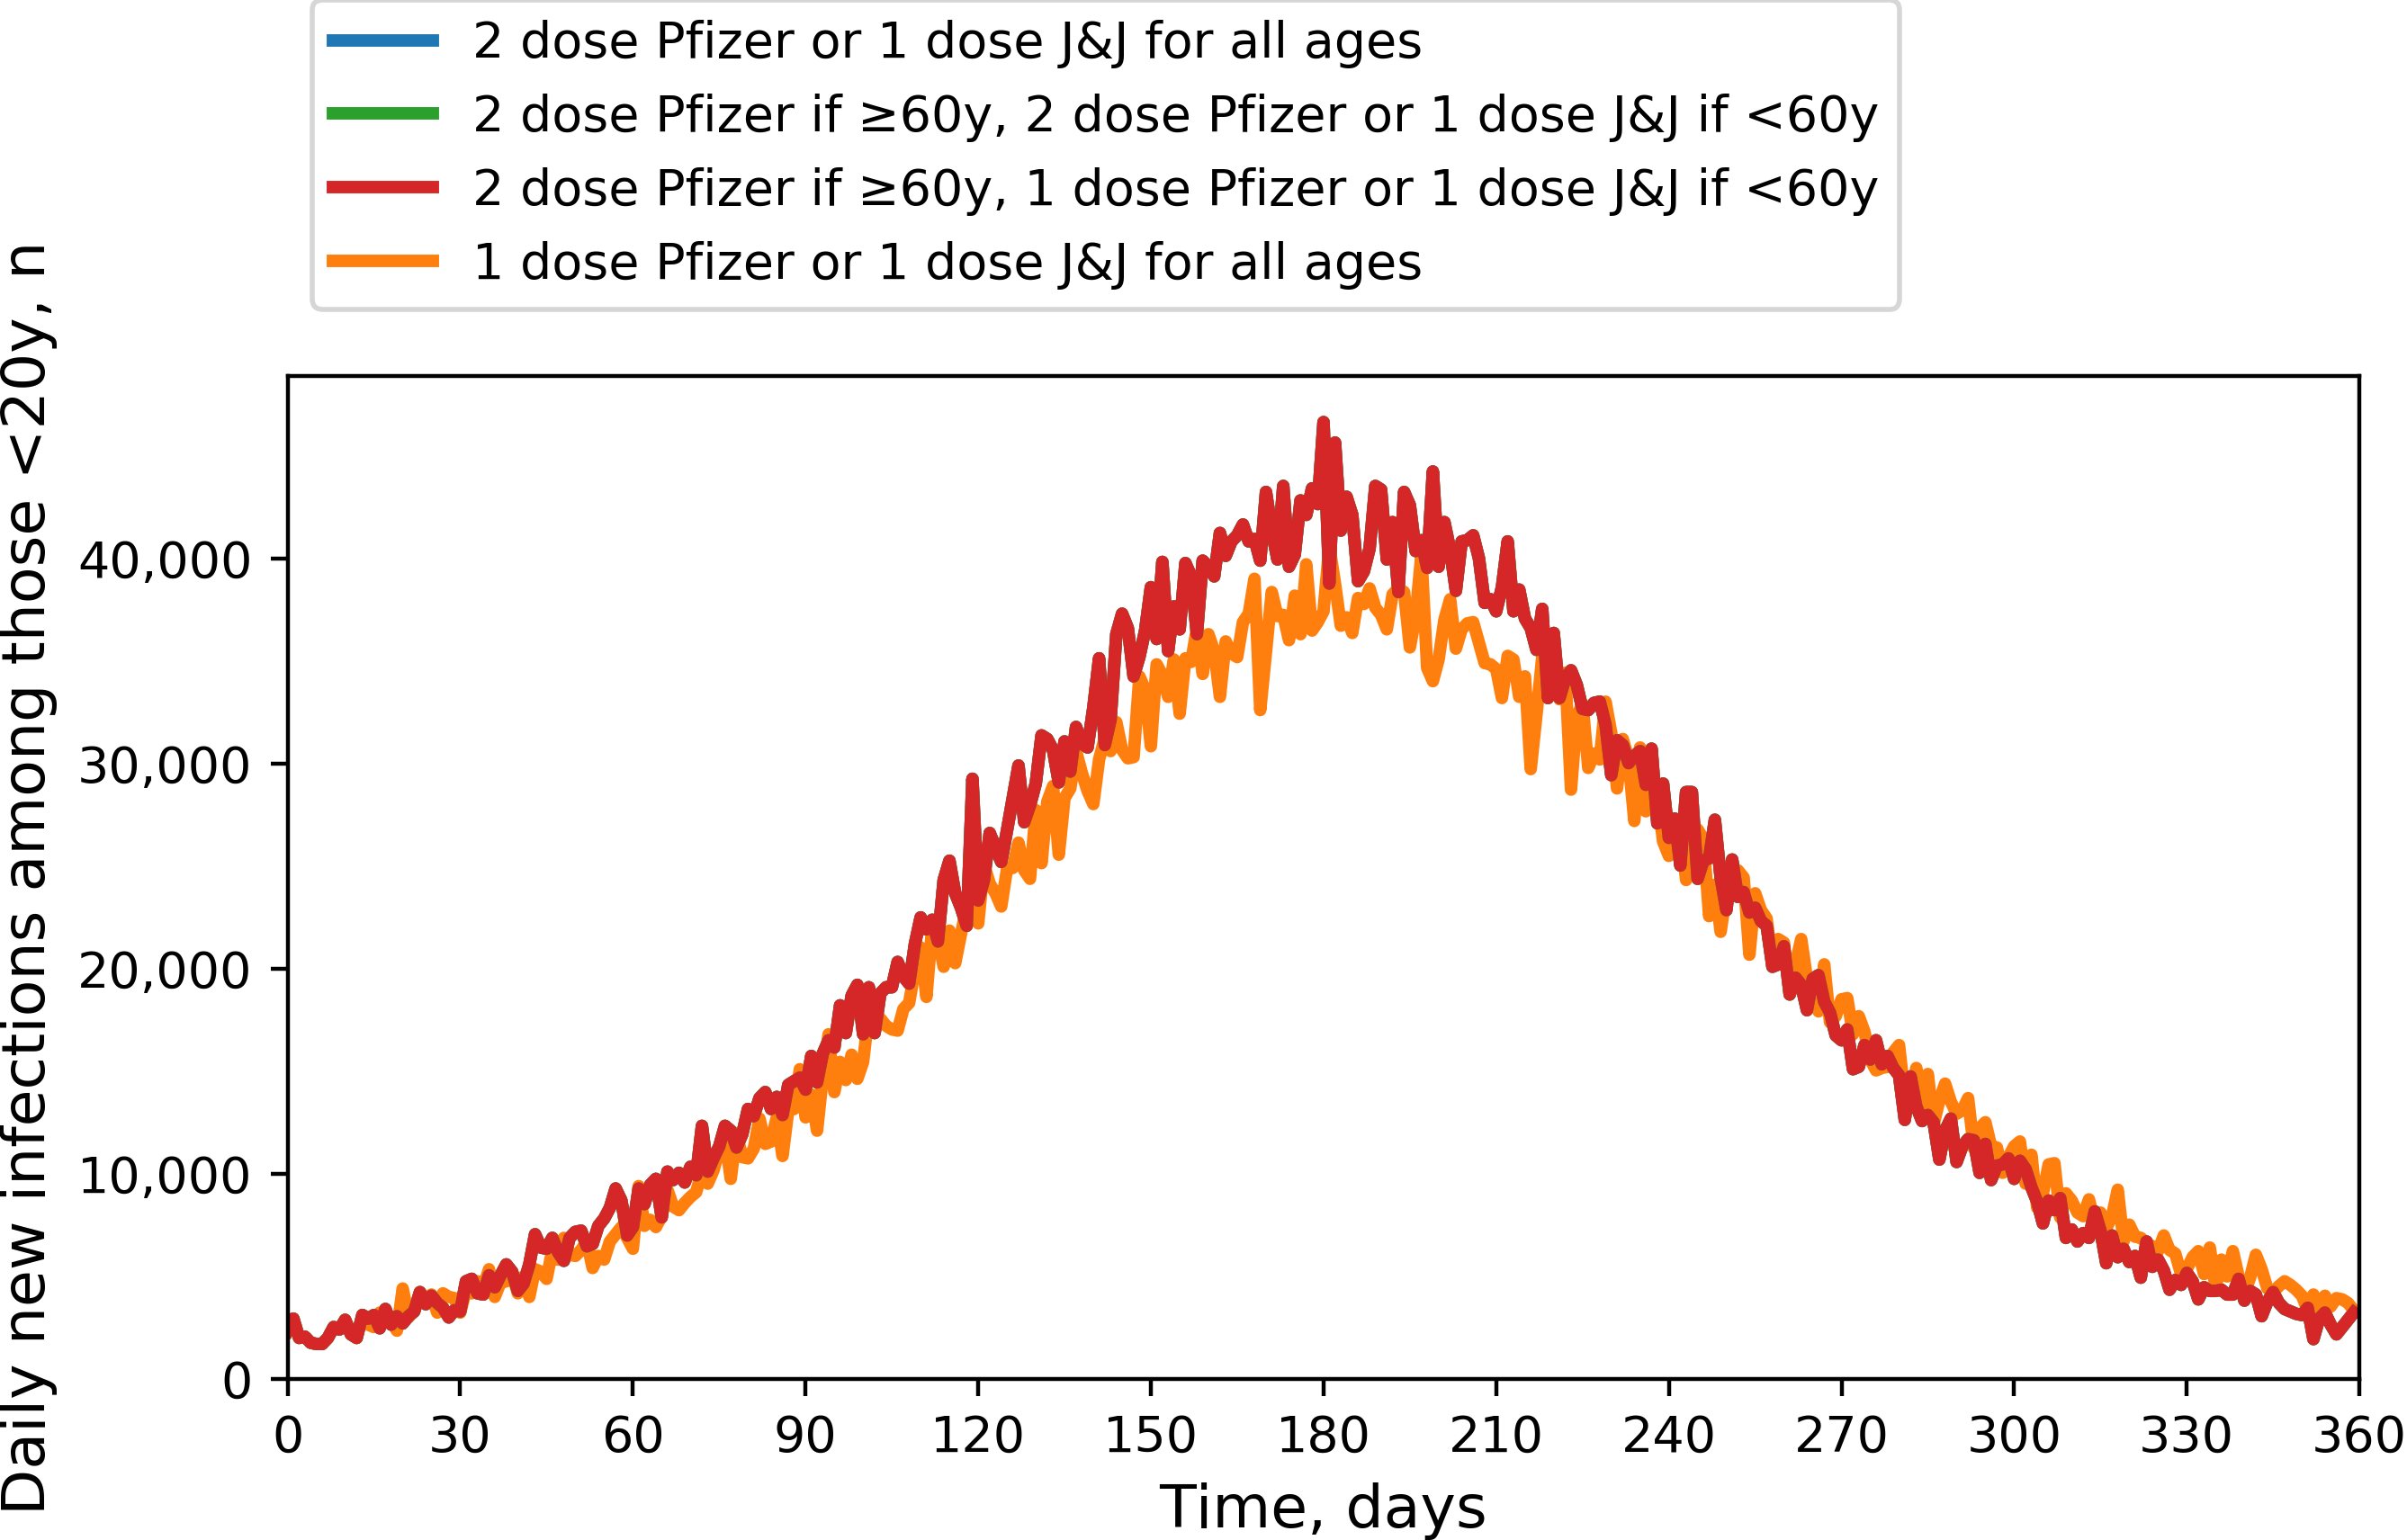 2 dose Pfizer or 1 dose J&J for all ages
2 dose Pfizer if ≥60y, 2 dose Pfizer or 1 dose J&J if <60y
2 dose Pfizer if ≥60y, 1 dose Pfizer or 1 dose J&J if <60y
1 dose Pfizer or 1 dose J&J for all ages
Daily new infections among those <20y, n
40,000
30,000
20,000
10,000
0
0 30 60 90 120 150 180 210 240 270 300 330 360
Time, days